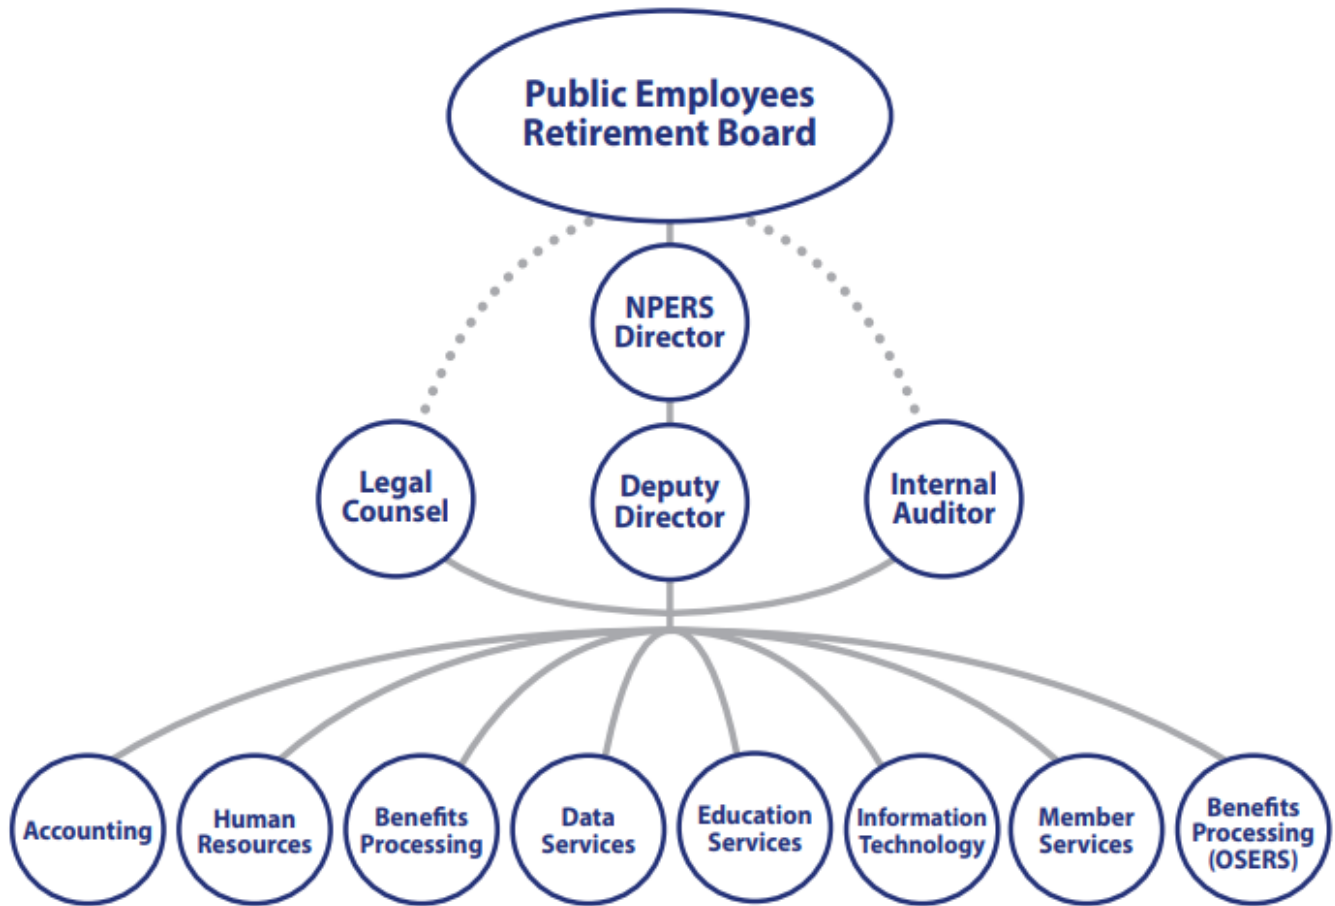 Public Employees
Retirement Board
NPERS
Director
Legal
Counsel
Deputy
Director
Internal
Auditor
Accounting
Human
Resources
Benefits
Processing
Data
Services
Education
Services
Information
Technology
Member
Services
Benefits
Processing
(OSERS)